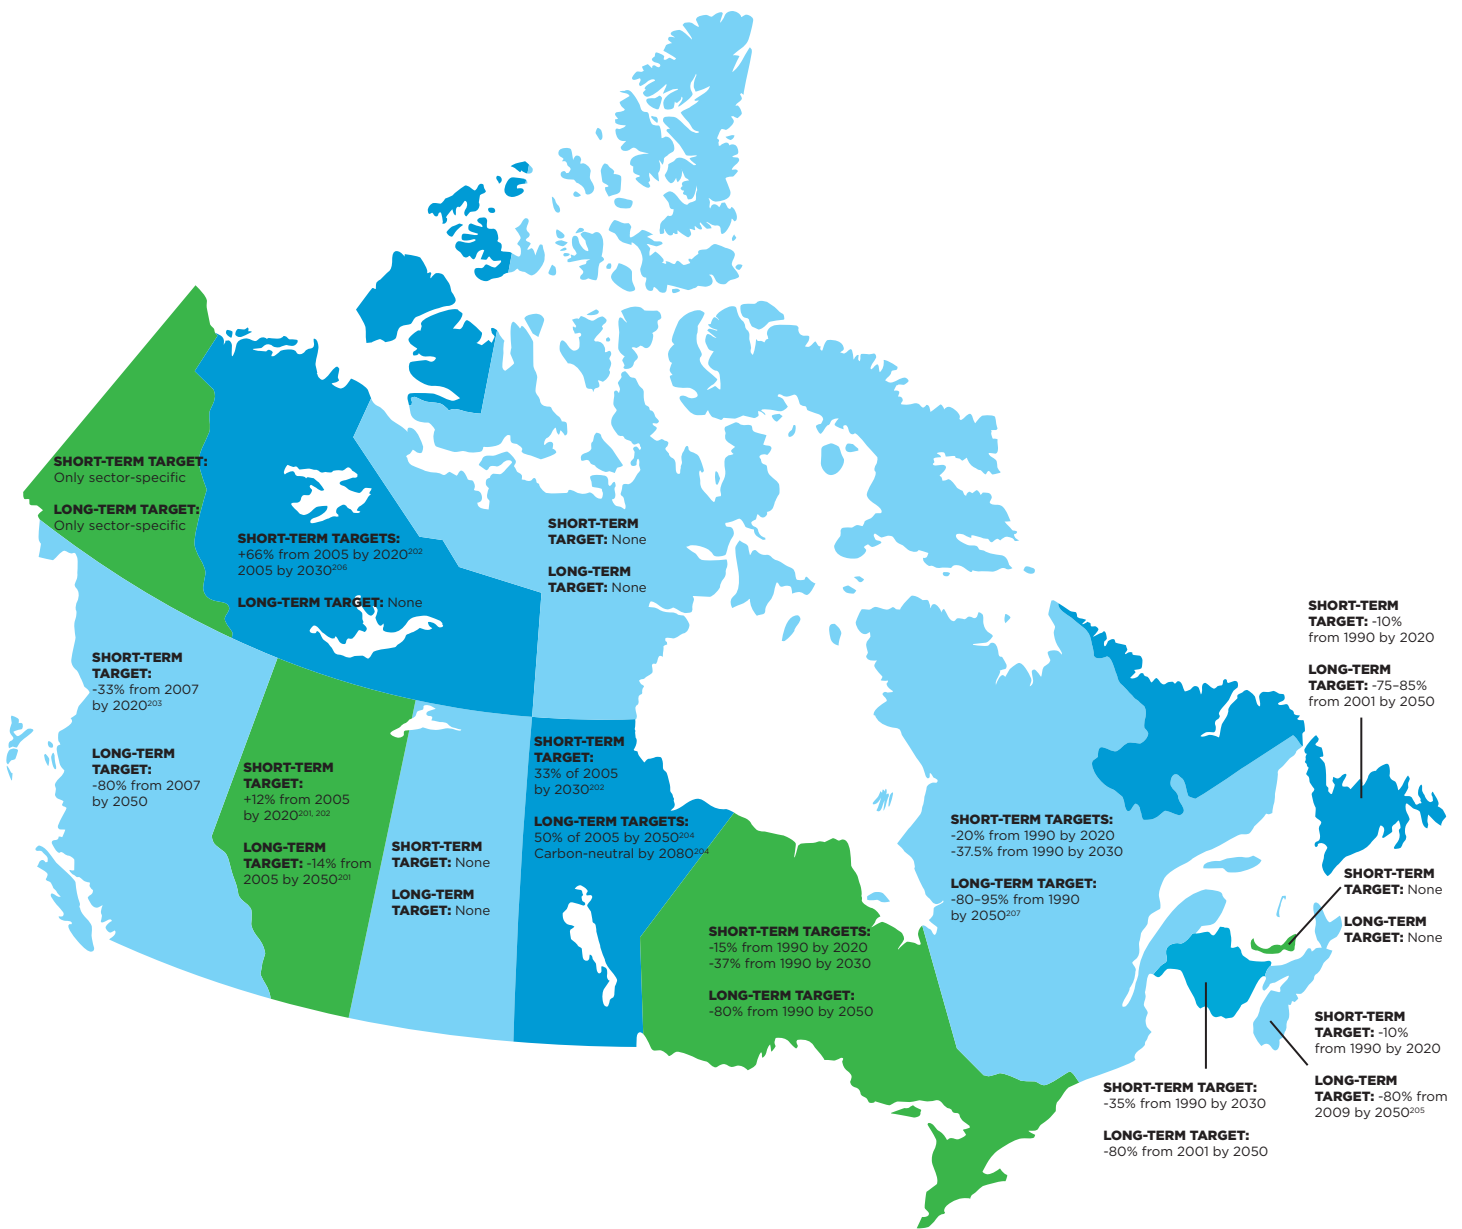 SHORT-TERM TARGET:
Only sector-specific
LONG-TERM TARGET:
Only sector-specific
SHORT-TERM TARGETS:
+66% from 2005 by 2020202
2005 by 2030206
LONG-TERM TARGET: None
SHORT-TERM
TARGET: None
LONG-TERM
TARGET: None
SHORT-TERM
TARGET:
-33% from 2007
by 2020203
LONG-TERM
TARGET:
-80% from 2007
by 2050
SHORT-TERM
TARGET:
+12% from 2005
by 2020201, 202
LONG-TERM
TARGET: -14% from
2005 by 2050201
SHORT-TERM
TARGET: None
LONG-TERM
TARGET: None
SHORT-TERM
TARGET:
33% of 2005
by 2030202
LONG-TERM TARGETS:
50% of 2005 by 2050204
Carbon-neutral by 2080204
SHORT-TERM TARGETS:
-15% from 1990 by 2020
-37% from 1990 by 2030
LONG-TERM TARGET:
-80% from 1990 by 2050
SHORT-TERM TARGETS:
-20% from 1990 by 2020
-37.5% from 1990 by 2030
LONG-TERM TARGET:
-80–95% from 1990
by 2050207
SHORT-TERM
TARGET: -10%
from 1990 by 2020
LONG-TERM
TARGET: -75–85%
from 2001 by 2050
SHORT-TERM
TARGET: None
LONG-TERM
TARGET: None
SHORT-TERM
TARGET: -10%
from 1990 by 2020
LONG-TERM
TARGET: -80% from
2009 by 2050205
SHORT-TERM TARGET:
-35% from 1990 by 2030
LONG-TERM TARGET:
-80% from 2001 by 2050